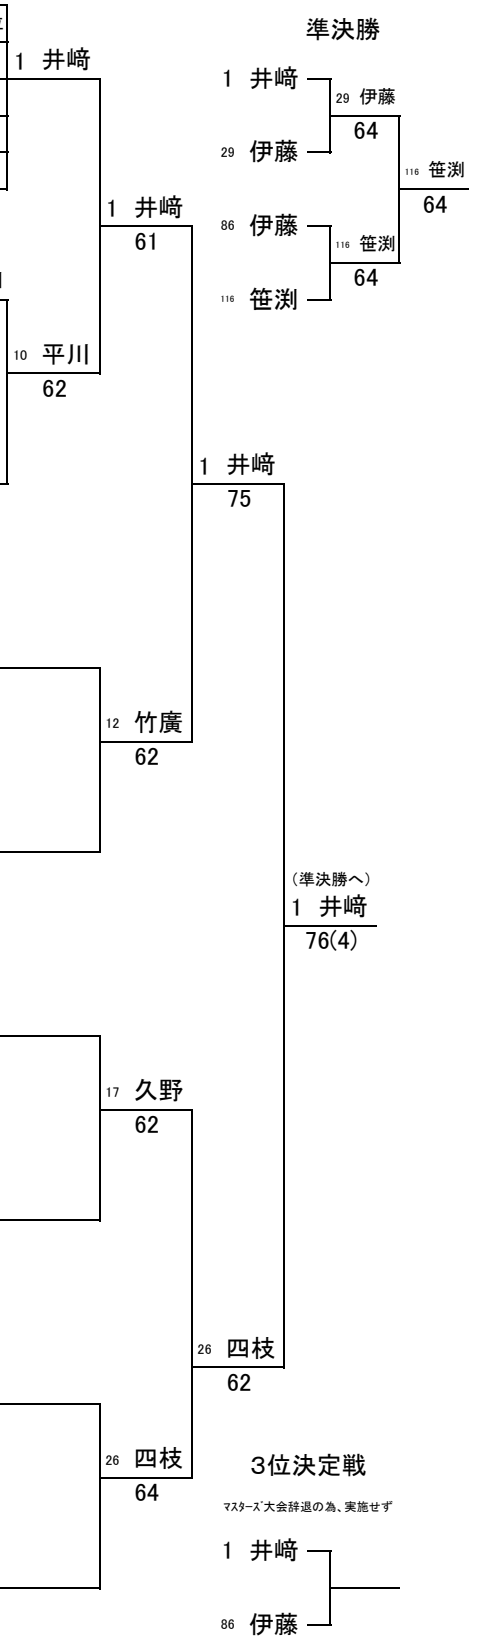 準決勝
1 井﨑
29 伊藤
64
29 伊藤
116 笹渕
64
86 伊藤
116 笹渕
64
116 笹渕
1 井﨑
1 井﨑
61
10 平川
62
1 井﨑
75
12 竹廣
62
（準決勝へ）
1 井﨑
76(4)
17 久野
62
26 四枝
62
26 四枝
64
３位決定戦
ﾏｽﾀｰｽﾞ大会辞退の為、実施せず
1 井﨑
86 伊藤